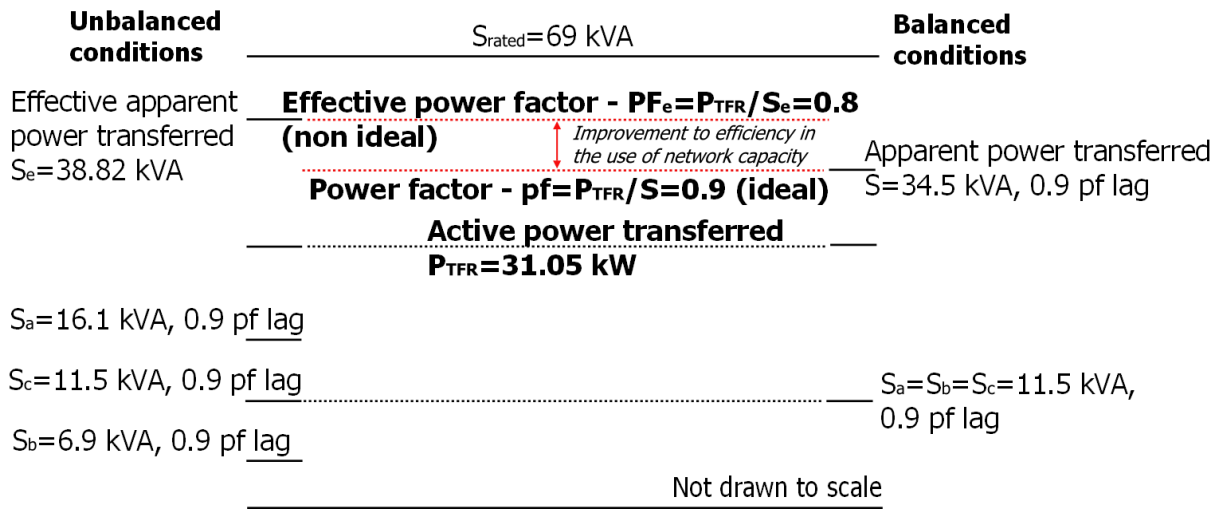 Unbalanced
conditions
Srated=69 kVA
Balanced
conditions
Effective apparent
power transferred
Se=38.82 kVA
Effective power factor - PFe=PTFR/Se=0.8
(non ideal)
Improvement to efficiency in
the use of network capacity
Apparent power transferred
S=34.5 kVA, 0.9 pf lag
Power factor - pf=PTFR/S=0.9 (ideal)
Active power transferred
PTFR=31.05 kW
Sa=16.1 kVA, 0.9 pf lag
Sc=11.5 kVA, 0.9 pf lag
Sb=6.9 kVA, 0.9 pf lag
Sa=Sb=Sc=11.5 kVA,
0.9 pf lag
Not drawn to scale